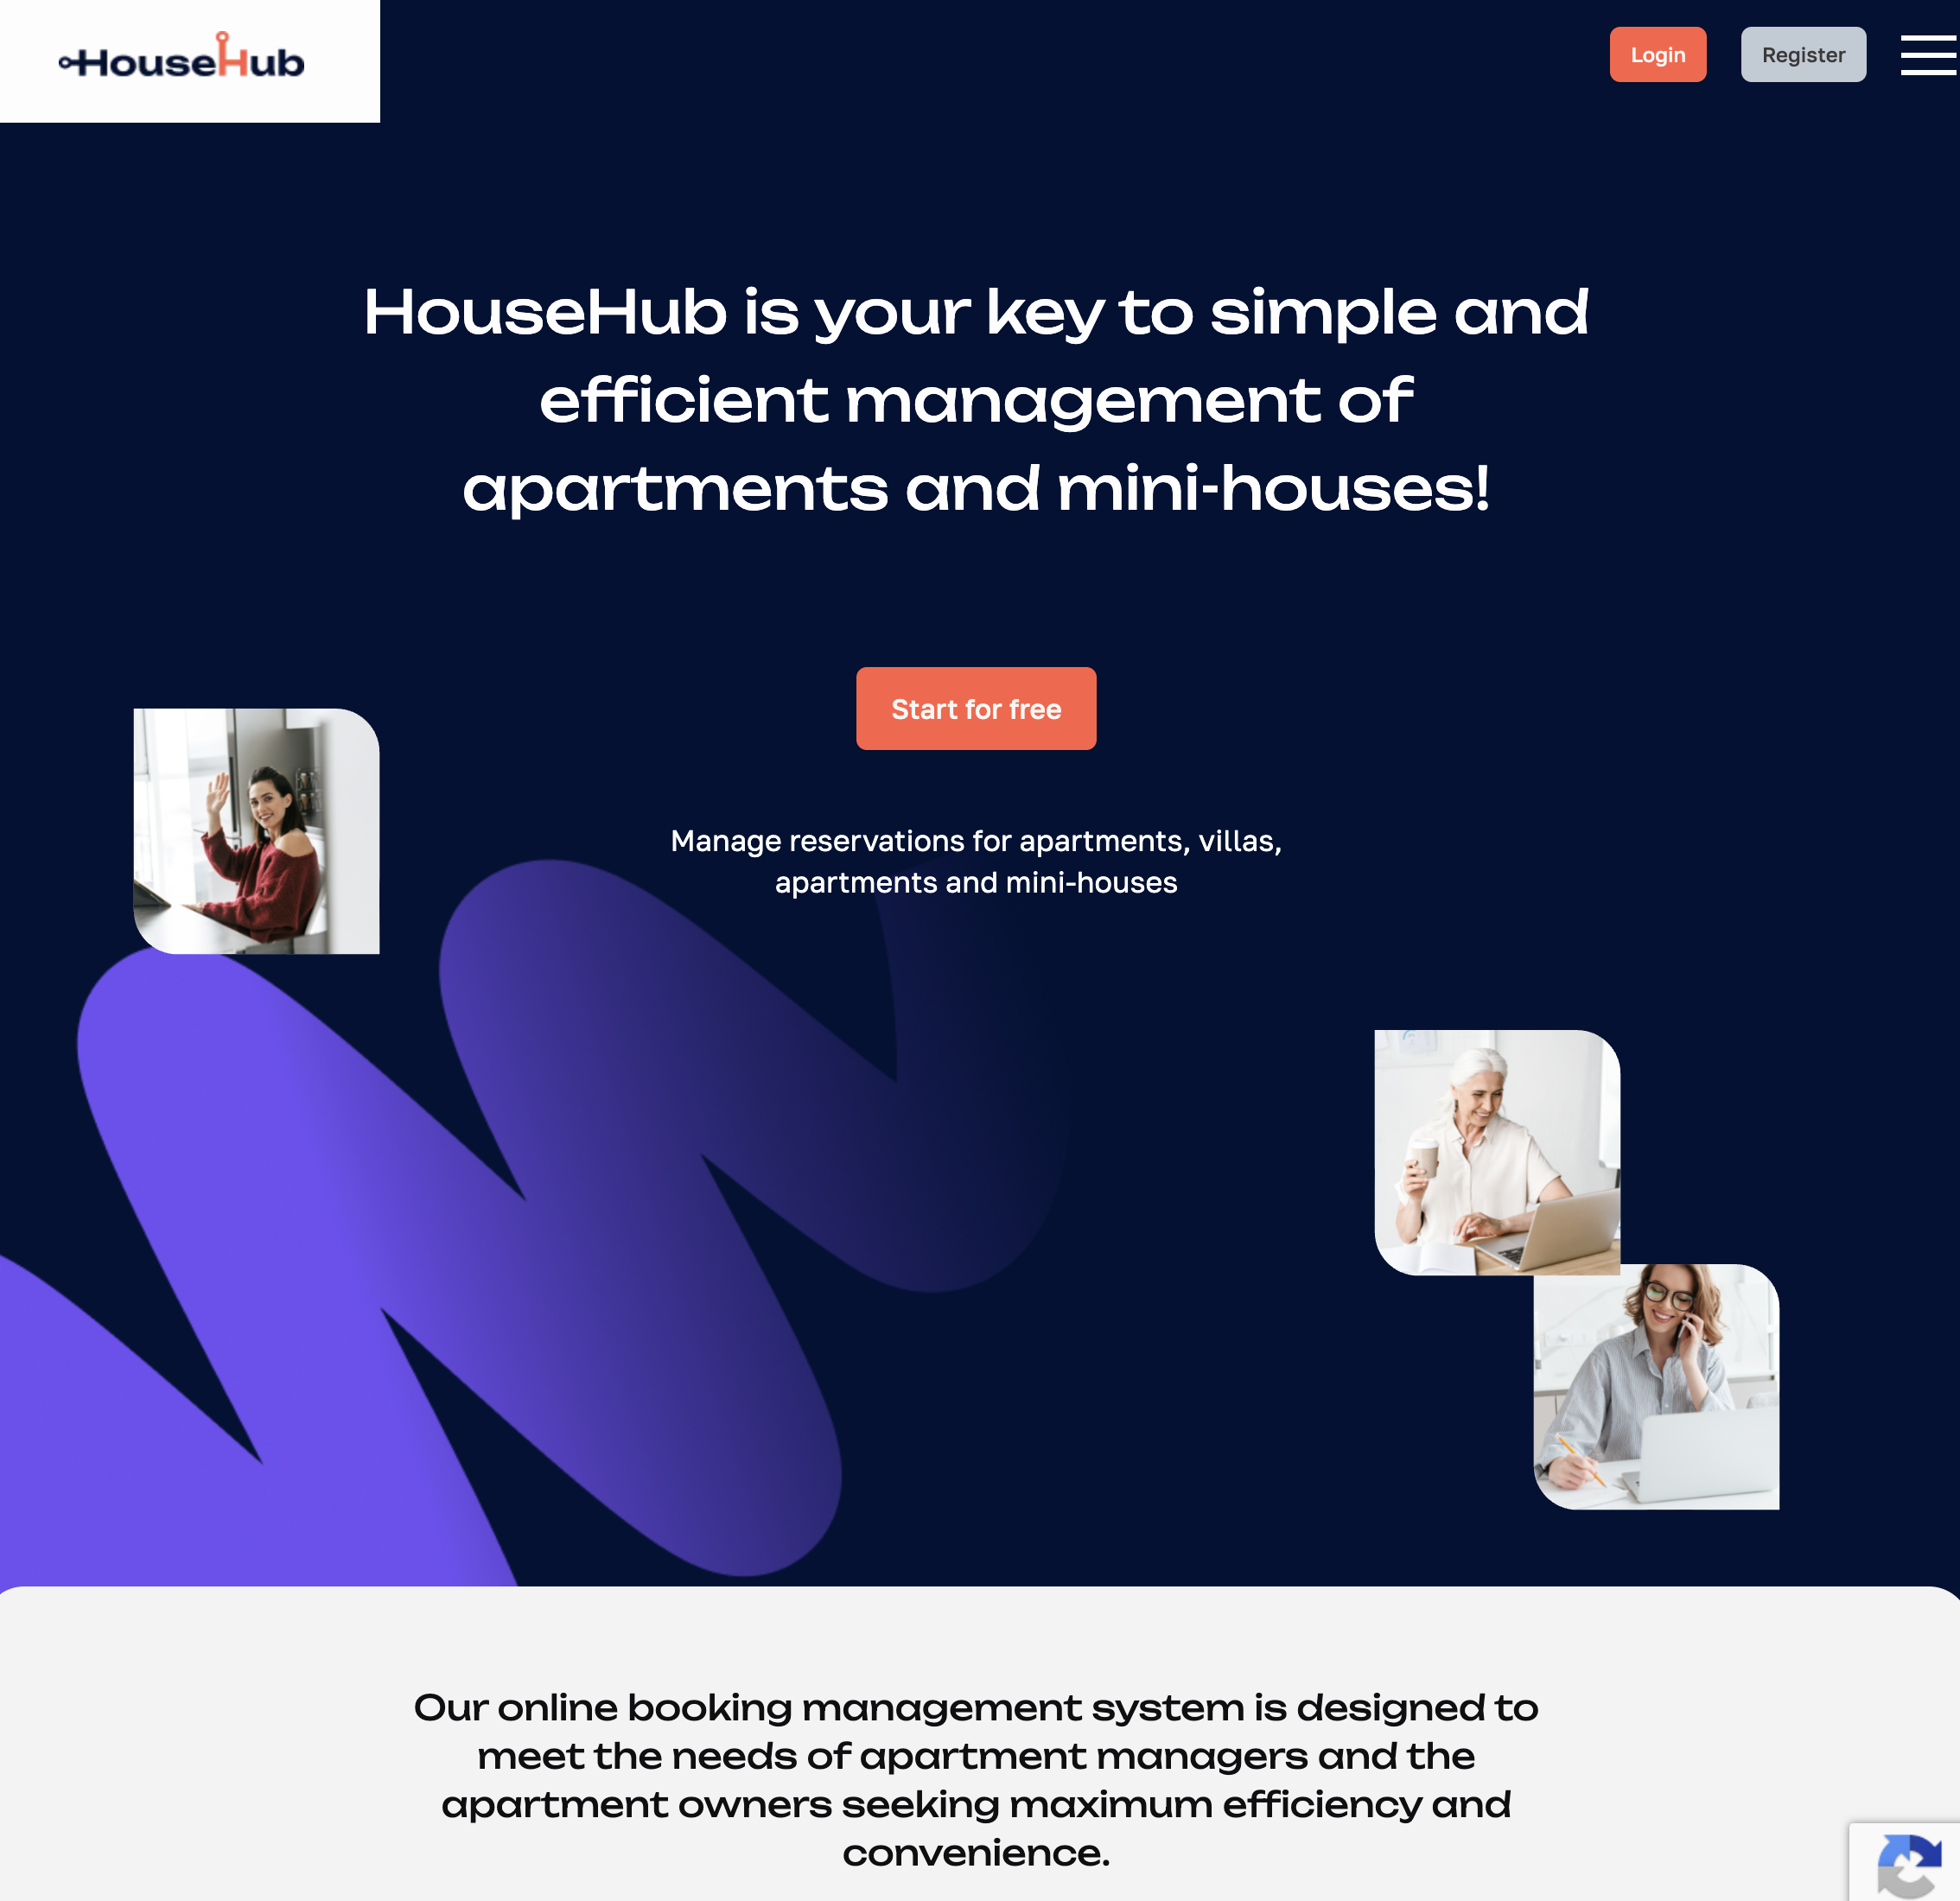 HouseHub
Login
Register
HouseHub is your key to simple and
efficient management of
apartments and mini-houses!
Start for free
Manage reservations for apartments, villas,
apartments and mini-houses
Our online booking management system is designed to
meet the needs of apartment managers and the
apartment owners seeking maximum efficiency and
convenience.